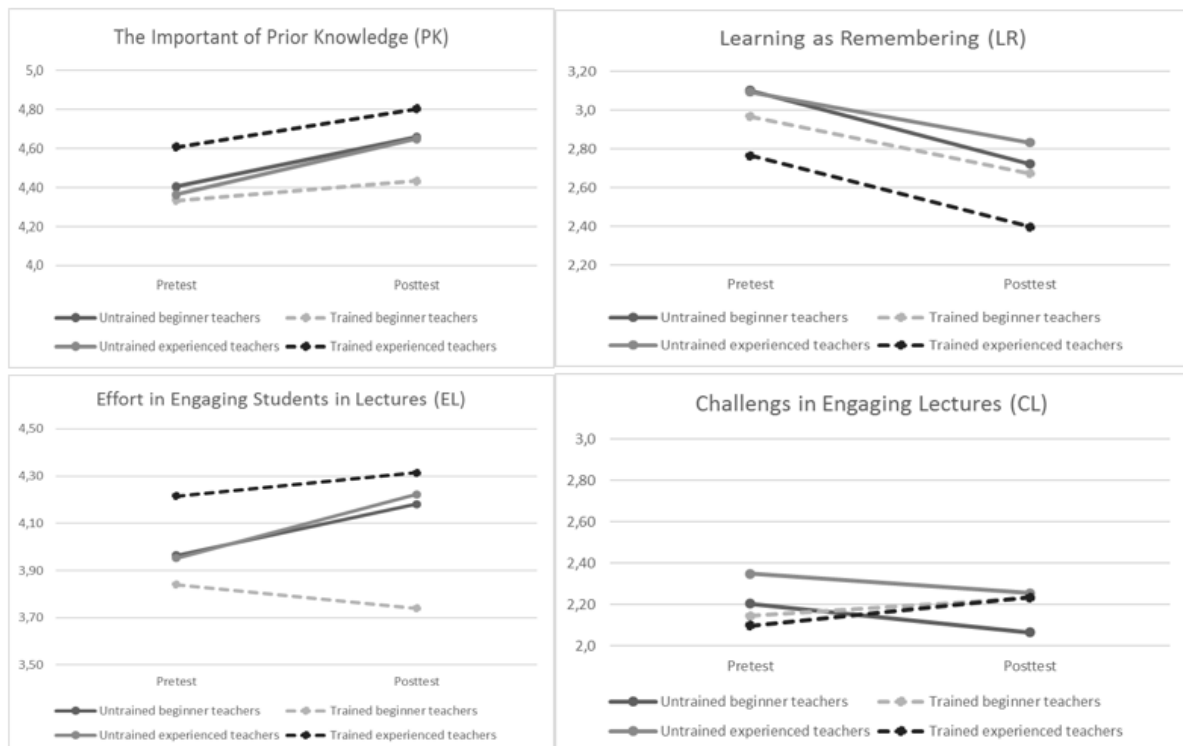 The Important of Prior Knowledge (PK)
5,0
4,80
4,60
4,40
4,20
4,0
Pretest
Posttest
Untrained beginner teachers
Trained beginner teachers
Untrained experienced teachers
Trained experienced teachers
Learning as Remembering (LR)
3,20
3,0
2,80
2,60
2,40
2,20
Pretest
Posttest
Untrained beginner teachers
Trained beginner teachers
Untrained experienced teachers
Trained experienced teachers
Effort in Engaging Students in Lectures (EL)
4,50
4,30
4,10
3,90
3,70
3,50
Pretest
Posttest
Untrained beginner teachers
Trained beginner teachers
Untrained experienced teachers
Trained experienced teachers
Challengs in Engaging Lectures (CL)
3,0
2,80
2,60
2,40
2,20
2,0
Pretest
Posttest
Untrained beginner teachers
Trained beginner teachers
Untrained experienced teachers
Trained experienced teachers